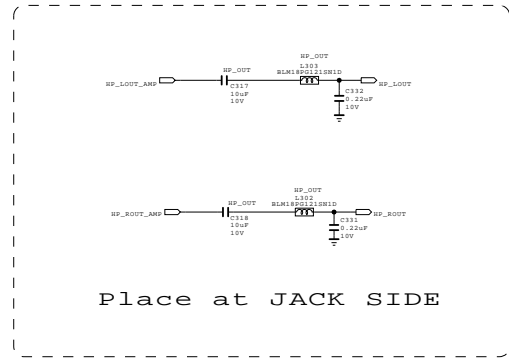 HP_OUT
L303
HP_OUT
BLM18PG121SN1D
HP_LOUT_AMP
HP_LOUT
C317
10uF
10V
C332
0.22uF
10V
HP_OUT
L302
HP_OUT
BLM18PG121SN1D
HP_ROUT_AMP
HP_ROUT
C318
10uF
10V
C331
0.22uF
10V
Place at JACK SIDE